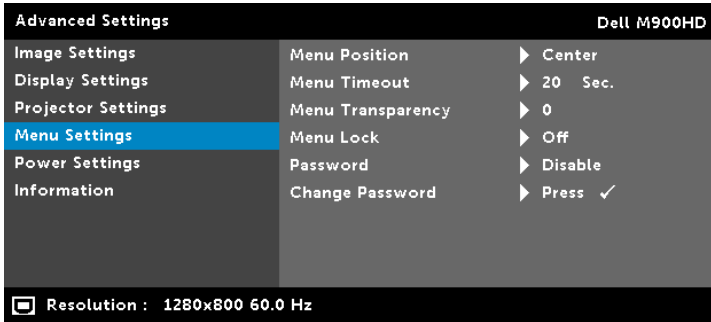 Advanced Settings Dell M900HD
Image Settings
Display Settings
Projector Settings
Menu Settings
Power Settings
Information
Menu Position Center
Menu Timeout 20 Sec.
Menu Transparency 0
Menu Lock Off
Password Disable
Change Password Press ✓
Resolution : 1280x800 60.0 Hz